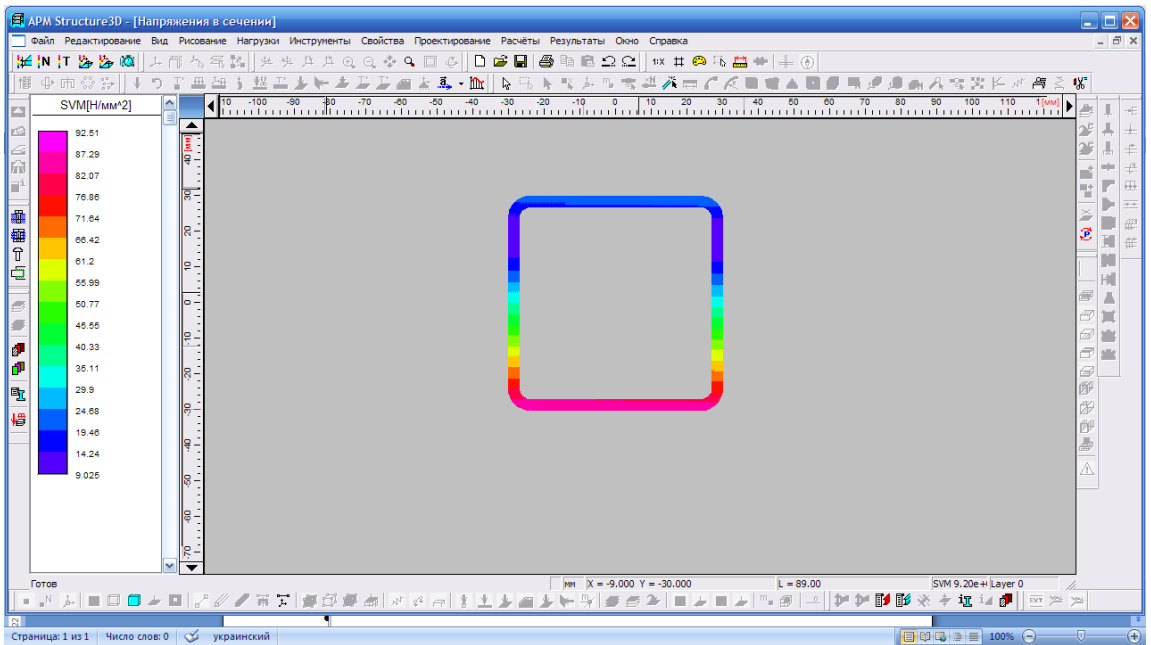 APM Structure3D - [Напряжения в сечении]
Файл Редактирование Вид Рисование Нагрузки Инструменты Свойства Проектирование Расчёты Результаты Окно Справка
SVM[Н/мм^2]
-100 -90 -80 -70 -60 -50 -40 -30 -20 -10 0 10 20 30 40 50 60 70 80 90 100 110 [мм]
92.51
87.29
82.07
76.86
71.64
66.42
61.2
55.99
50.77
45.55
40.33
35.11
29.9
24.68
19.46
14.24
9.025
[мм]
40
30
20
10
0
-10
-20
-30
-40
-50
-60
-70
Готов
мм X = -9.000 Y = -30.000
L = 89.00
SVM 9.20e+ Layer 0
Страница: 1 из 1 Число слов: 0 украинский 100%